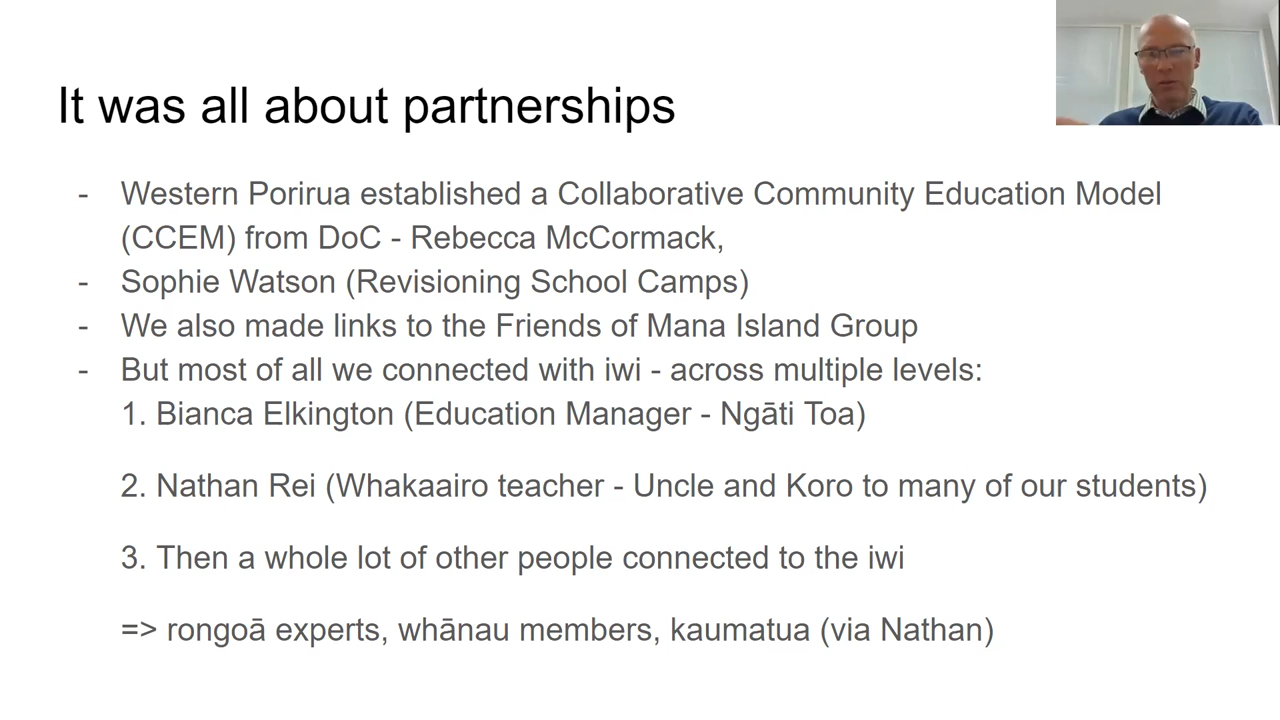 It was all about partnerships
- Western Porirua established a Collaborative Community Education Model
(CCEM) from DoC - Rebecca McCormack,
- Sophie Watson (Revisioning School Camps)
- We also made links to the Friends of Mana Island Group
- But most of all we connected with iwi - across multiple levels:
1. Bianca Elkington (Education Manager - Ngāti Toa)
2. Nathan Rei (Whakaairo teacher - Uncle and Koro to many of our students)
3. Then a whole lot of other people connected to the iwi
=> rongoā experts, whānau members, kaumatua (via Nathan)